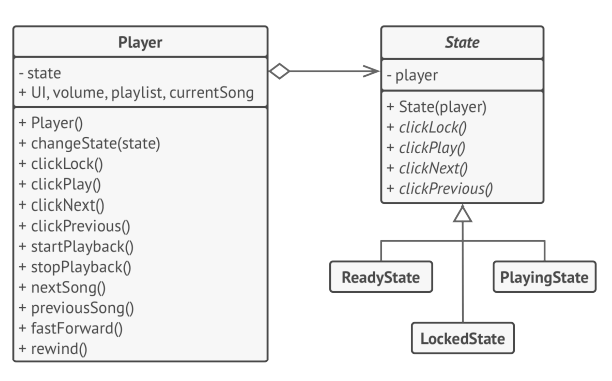 Player
- state
+ UI, volume, playlist, currentSong
+ Player()
+ changeState(state)
+ clickLock()
+ clickPlay()
+ clickNext()
+ clickPrevious()
+ startPlayback()
+ stopPlayback()
+ nextSong()
+ previousSong()
+ fastForward()
+ rewind()
State
- player
+ State(player)
+ clickLock()
+ clickPlay()
+ clickNext()
+ clickPrevious()
ReadyState
PlayingState
LockedState